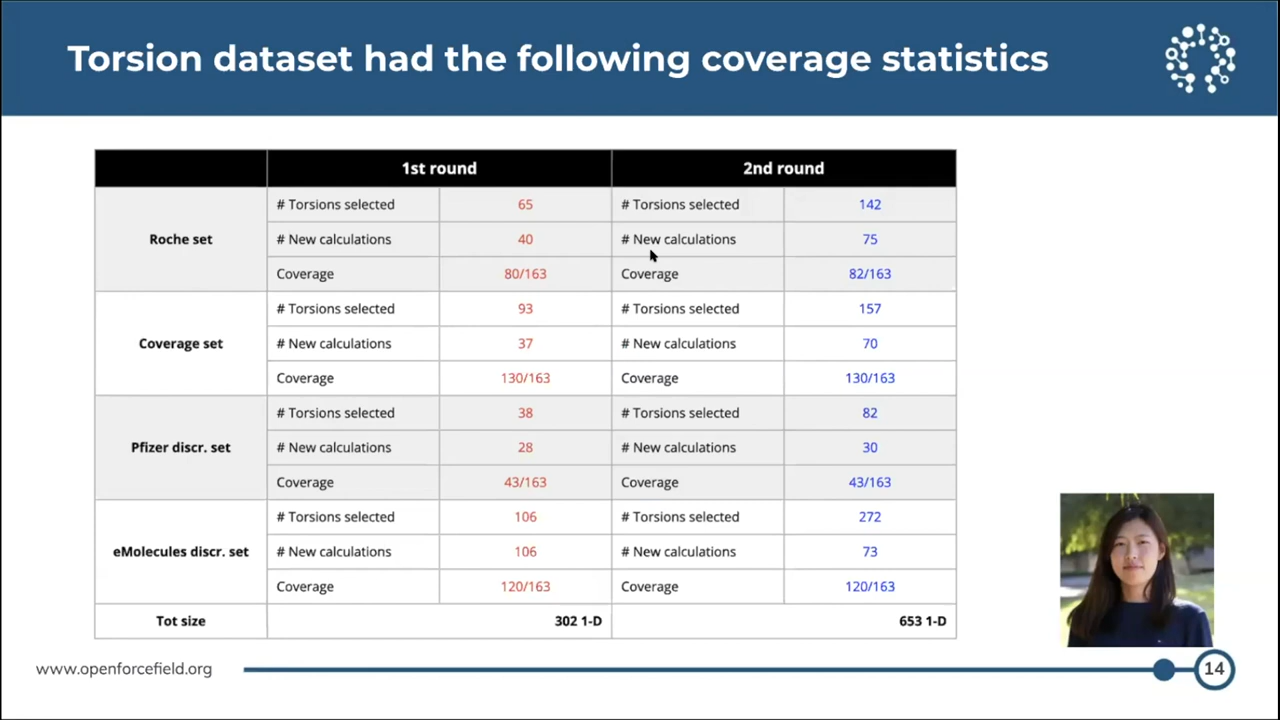 Torsion dataset had the following coverage statistics
1st round 2nd round
Roche set
# Torsions selected 65 # Torsions selected 142
# New calculations 40 # New calculations 75
Coverage 80/163 Coverage 82/163
Coverage set
# Torsions selected 93 # Torsions selected 157
# New calculations 37 # New calculations 70
Coverage 130/163 Coverage 130/163
Pfizer discr. set
# Torsions selected 38 # Torsions selected 82
# New calculations 28 # New calculations 30
Coverage 43/163 Coverage 43/163
eMolecules discr. set
# Torsions selected 106 # Torsions selected 272
# New calculations 106 # New calculations 73
Coverage 120/163 Coverage 120/163
Tot size 302 1-D 653 1-D
www.openforcefield.org 14